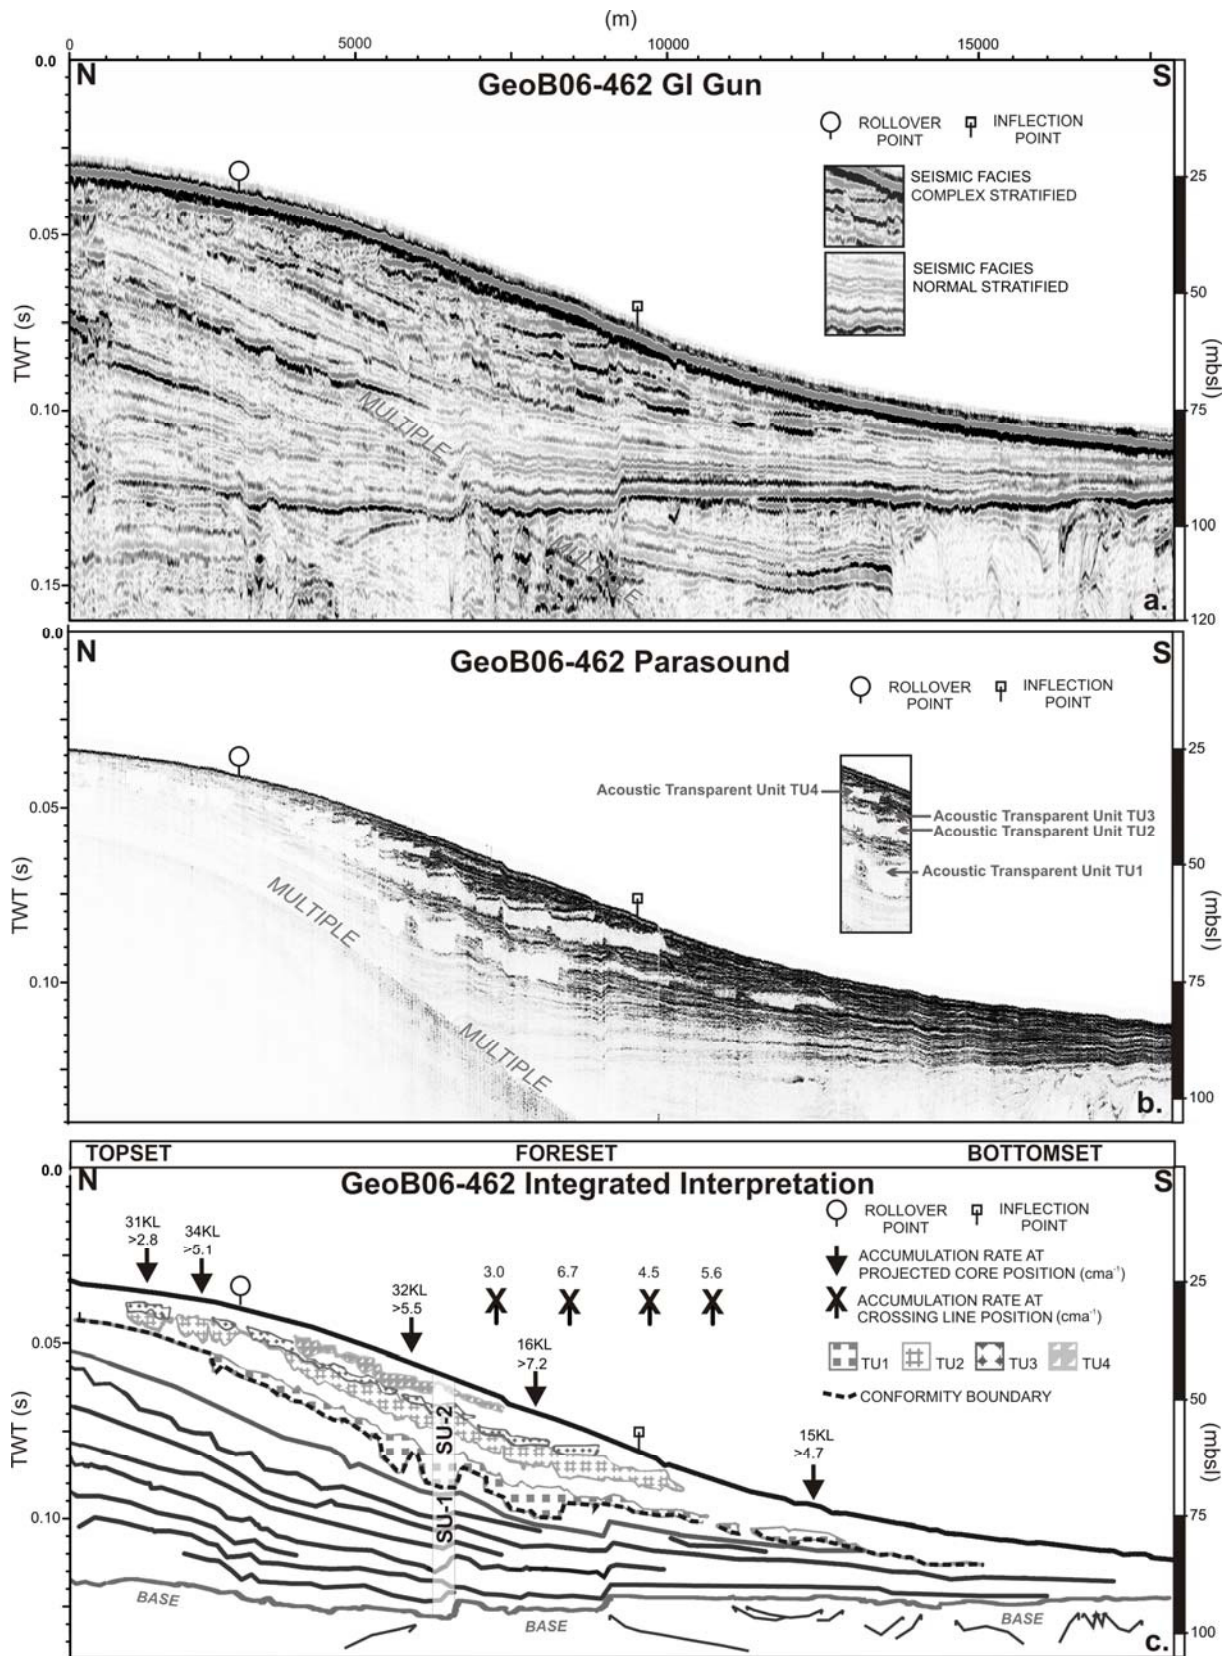 (m)
0 5000 10000 15000
0.0
N
S
GeoB06-462 GI Gun
ROLLOVER
POINT
INFLECTION
POINT
SEISMIC FACIES
COMPLEX STRATIFIED
SEISMIC FACIES
NORMAL STRATIFIED
25
0.05
50
TWT (s)
(mbsl)
MULTIPLE
0.10
75
100
MULTIPLE
0.15
a.
120
0.0
N
S
GeoB06-462 Parasound
ROLLOVER
POINT
INFLECTION
POINT
25
Acoustic Transparent Unit TU4
0.05
Acoustic Transparent Unit TU3
Acoustic Transparent Unit TU2
50
Acoustic Transparent Unit TU1
TWT (s)
(mbsl)
MULTIPLE
0.10
75
MULTIPLE
b.
100
TOPSET FORESET BOTTOMSET
0.0
N
S
GeoB06-462 Integrated Interpretation
31KL
>2.8
34KL
>5.1
ROLLOVER
POINT
INFLECTION
POINT
ACCUMULATION RATE AT
PROJECTED CORE POSITION (cma⁻¹)
3.0 6.7 4.5 5.6
32KL
>5.5
25
ACCUMULATION RATE AT
CROSSING LINE POSITION (cma⁻¹)
0.05
16KL
>7.2
TU1 TU2 TU3 TU4
CONFORMITY BOUNDARY
50
TWT (s)
(mbsl)
SU-2
15KL
>4.7
SU-1
0.10
75
BASE
BASE
BASE
c.
100